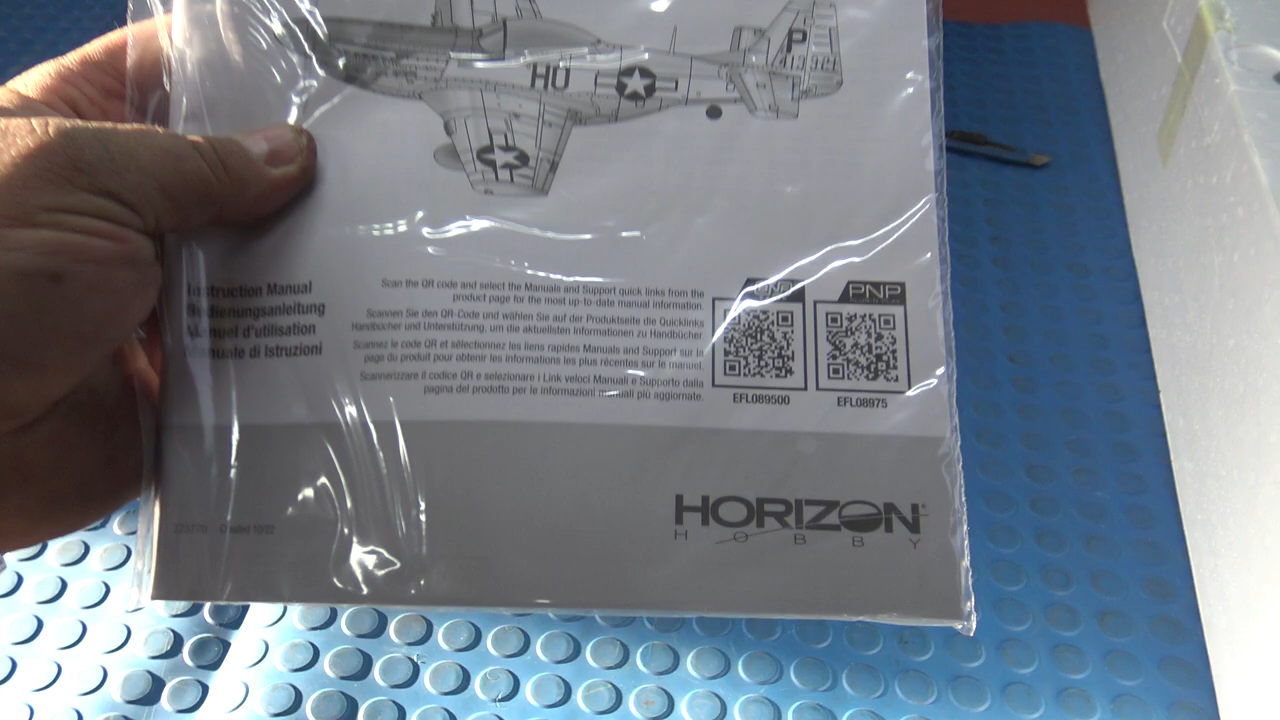 P
413321
HO
Instruction Manual
Bedienungsanleitung
Manuel d'utilisation
Manuale di Istruzioni
Scan the QR code and select the Manuals and Support quick links from the
product page for the most up-to-date manual information.
Scannen Sie den QR-Code und wählen Sie auf der Produktseite die Quicklinks
Handbücher und Unterstützung, um die aktuellsten Informationen zu Handbücher.
Scannez le code QR et sélectionnez les liens rapides Manuals and Support sur la
page du produit pour obtenir les informations les plus récentes sur le manuel.
Scannerizzare il codice QR e selezionare i Link veloci Manuali e Supporto dalla
pagina del prodotto per le informazioni manuali più aggiornate.
BNF
EFL089500
PNP
EFL08975
Created 10/22
HORIZON
HOBBY